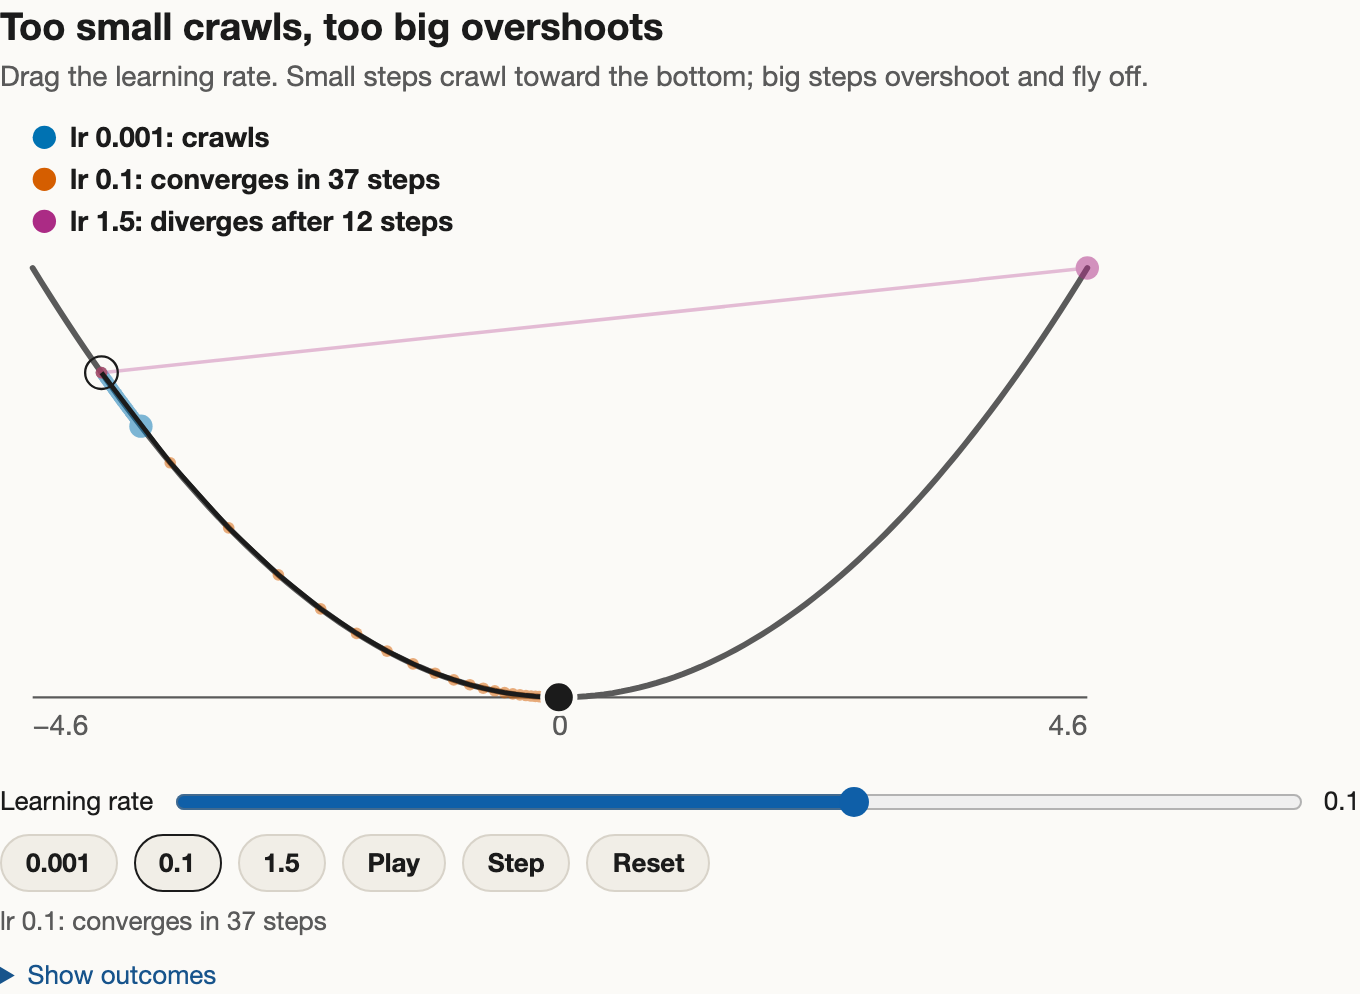 Too small crawls, too big overshoots
Drag the learning rate. Small steps crawl toward the bottom; big steps overshoot and fly off.
lr 0.001: crawls
lr 0.1: converges in 37 steps
lr 1.5: diverges after 12 steps
−4.6 0 4.6
Learning rate 0.1
0.001 0.1 1.5 Play Step Reset
lr 0.1: converges in 37 steps
Show outcomes